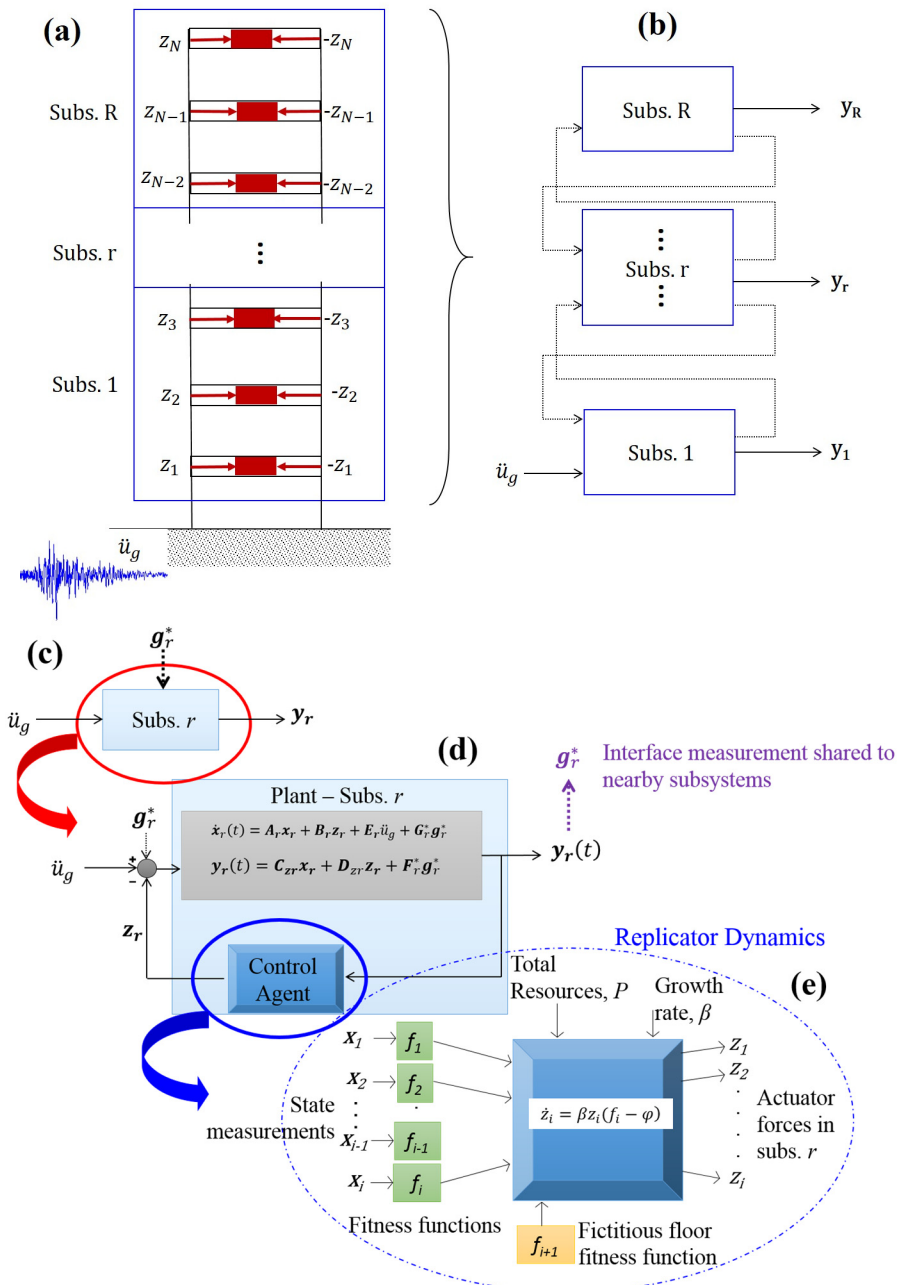 (a)
z_N
-z_N
Subs. R
z_{N-1}
-z_{N-1}
z_{N-2}
-z_{N-2}
Subs. r
⋮
z_3
-z_3
Subs. 1
z_2
-z_2
z_1
-z_1
ü_g
(b)
Subs. R
y_R
⋮
Subs. r
⋮
y_r
Subs. 1
y_1
ü_g
(c)
g_r^*
ü_g
Subs. r
y_r
(d)
g_r^*
Interface measurement shared to
nearby subsystems
Plant – Subs. r
g_r^*
ẋ_r(t) = A_r x_r + B_r z_r + E_r ü_g + G_r^* g_r^*
y_r(t) = C_{zr} x_r + D_{zr} z_r + F_r^* g_r^*
ü_g
+
−
y_r(t)
z_r
Control
Agent
Replicator Dynamics
(e)
Total
Resources, P
Growth
rate, β
x_1
f_1
x_2
f_2
State
measurements
x_{i-1}
f_{i-1}
x_i
f_i
ż_i = βz_i(f_i − φ)
z_1
z_2
Actuator
forces in
subs. r
z_i
Fitness functions
f_{i+1}
Fictitious floor
fitness function